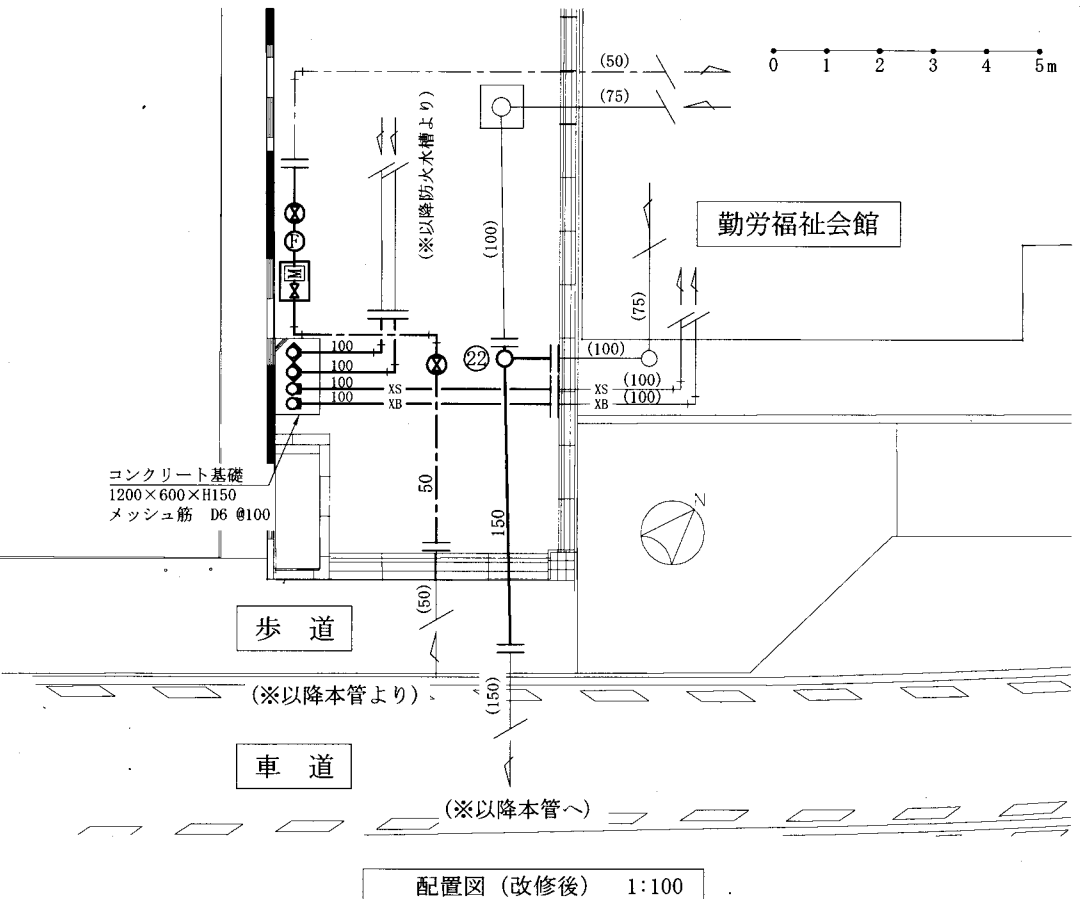 (50)
(75)
0 1 2 3 4 5m
(※以降防火水槽より)
勤労福祉会館
(100)
(75)
F
M
100
100
100
100
22
(100)
XS
XB
XS
XB
(100)
(100)
コンクリート基礎
1200×600×H150
メッシュ筋 D6 @100
50
150
N
(50)
歩 道
(※以降本管より)
(150)
車 道
(※以降本管へ)
配置図 (改修後) 1:100